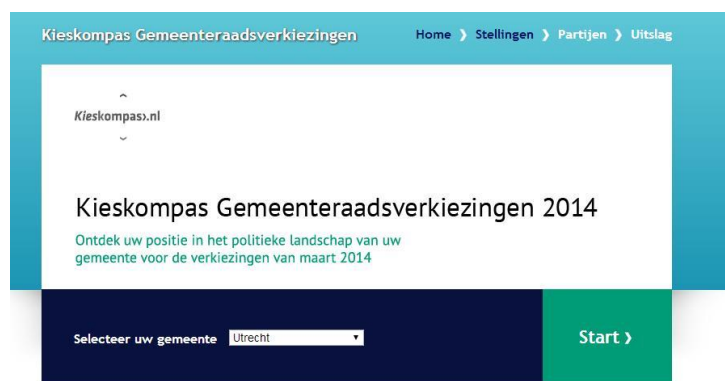 Kieskompas Gemeenteraadsverkiezingen
Home ❯ Stellingen ❯ Partijen ❯ Uitslag
Kieskompas›.nl
Kieskompas Gemeenteraadsverkiezingen 2014
Ontdek uw positie in het politieke landschap van uw
gemeente voor de verkiezingen van maart 2014
Selecteer uw gemeente Utrecht
Start ❯